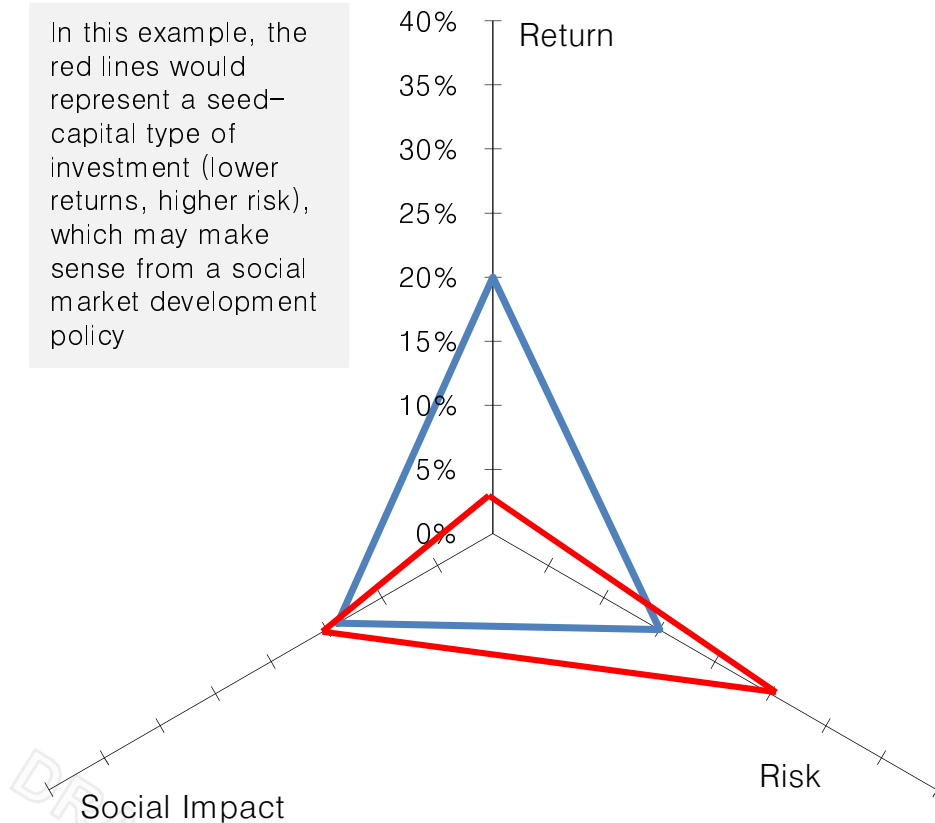 In this example, the
red lines would
represent a seed-
capital type of
investment (lower
returns, higher risk),
which may make
sense from a social
market development
policy
40%
Return
35%
30%
25%
20%
15%
10%
5%
0%
Risk
Social Impact